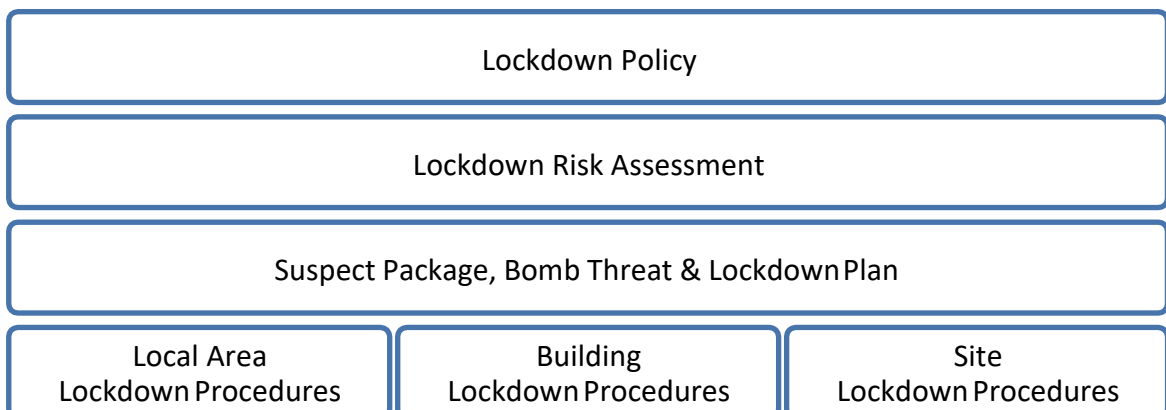 Lockdown Policy
Lockdown Risk Assessment
Suspect Package, Bomb Threat & Lockdown Plan
Local Area
Lockdown Procedures
Building
Lockdown Procedures
Site
Lockdown Procedures